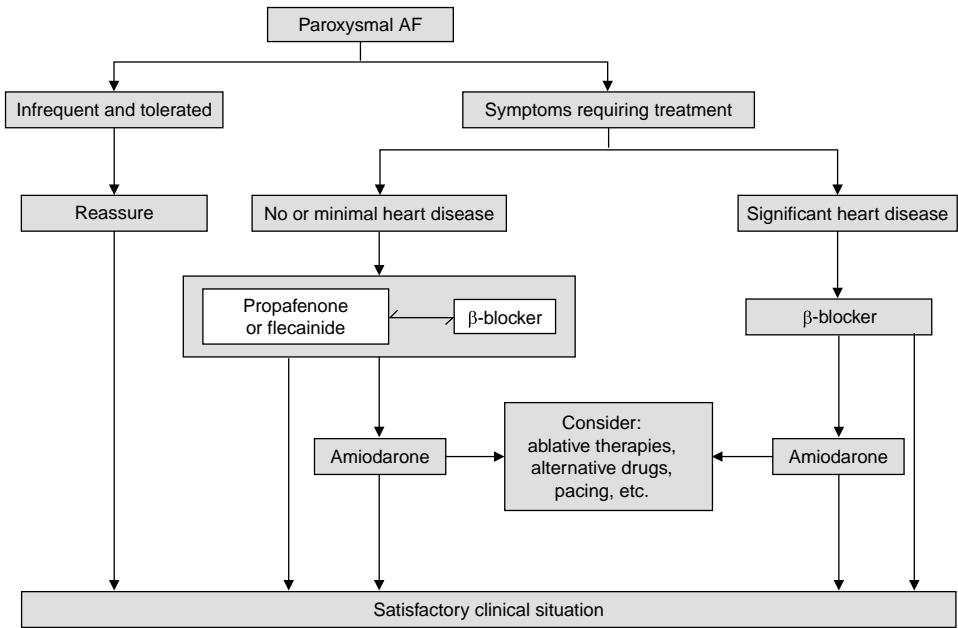 Paroxysmal AF
Infrequent and tolerated
Symptoms requiring treatment
Reassure
No or minimal heart disease
Significant heart disease
Propafenone
or flecainide
β-blocker
β-blocker
Consider:
ablative therapies,
alternative drugs,
pacing, etc.
Amiodarone
Amiodarone
Satisfactory clinical situation